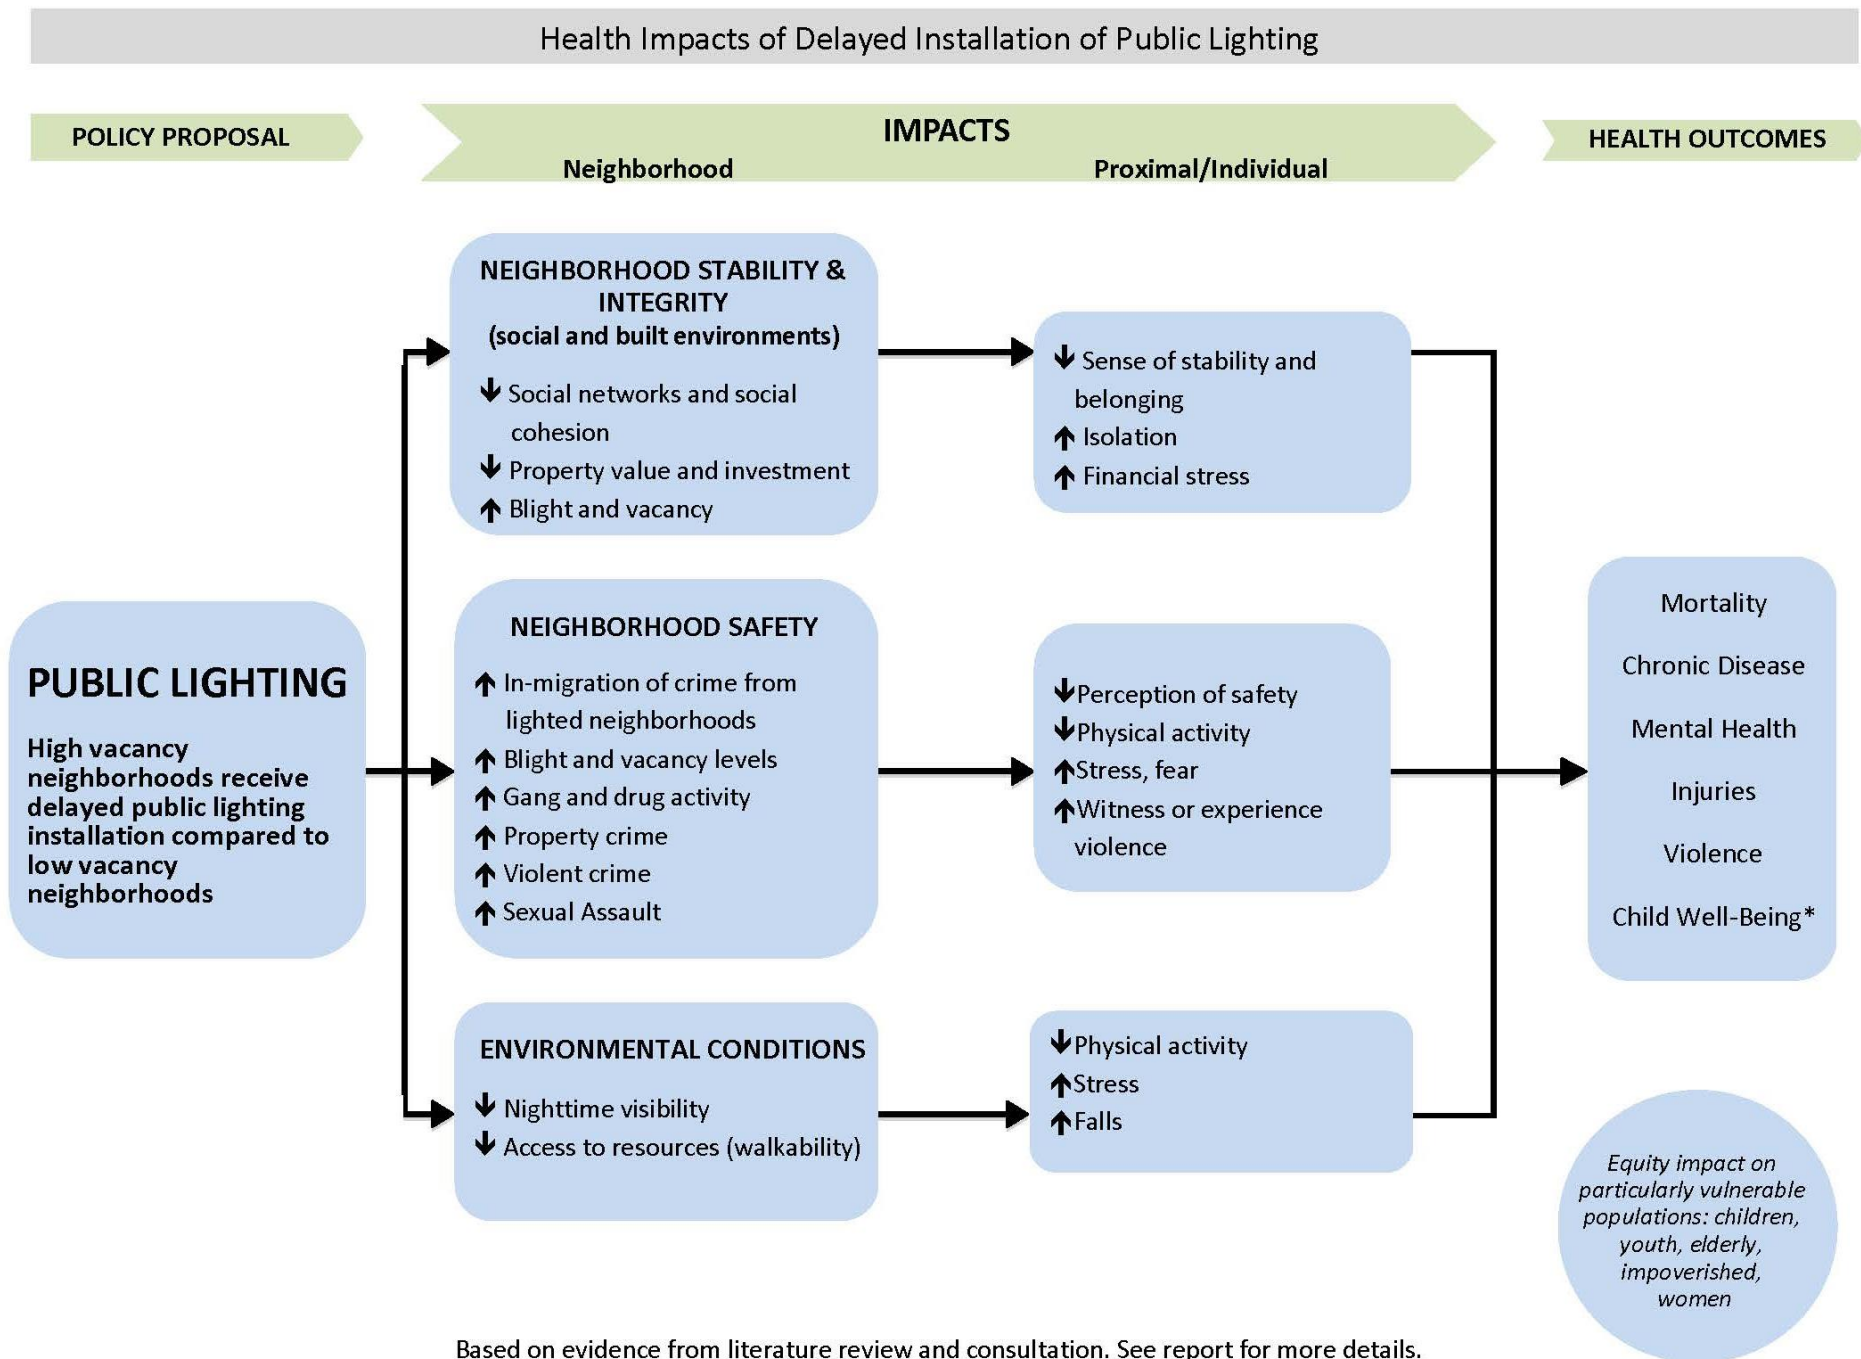 Health Impacts of Delayed Installation of Public Lighting
POLICY PROPOSAL
IMPACTS
Neighborhood
Proximal/Individual
HEALTH OUTCOMES
PUBLIC LIGHTING
High vacancy
neighborhoods receive
delayed public lighting
installation compared to
low vacancy
neighborhoods
NEIGHBORHOOD STABILITY &
INTEGRITY
(social and built environments)
↓ Social networks and social
cohesion
↓ Property value and investment
↑ Blight and vacancy
↓ Sense of stability and
belonging
↑ Isolation
↑ Financial stress
NEIGHBORHOOD SAFETY
↑ In-migration of crime from
lighted neighborhoods
↑ Blight and vacancy levels
↑ Gang and drug activity
↑ Property crime
↑ Violent crime
↑ Sexual Assault
↓ Perception of safety
↓ Physical activity
↑ Stress, fear
↑ Witness or experience
violence
ENVIRONMENTAL CONDITIONS
↓ Nighttime visibility
↓ Access to resources (walkability)
↓ Physical activity
↑ Stress
↑ Falls
Mortality
Chronic Disease
Mental Health
Injuries
Violence
Child Well-Being*
Equity impact on
particularly vulnerable
populations: children,
youth, elderly,
impoverished,
women
Based on evidence from literature review and consultation. See report for more details.